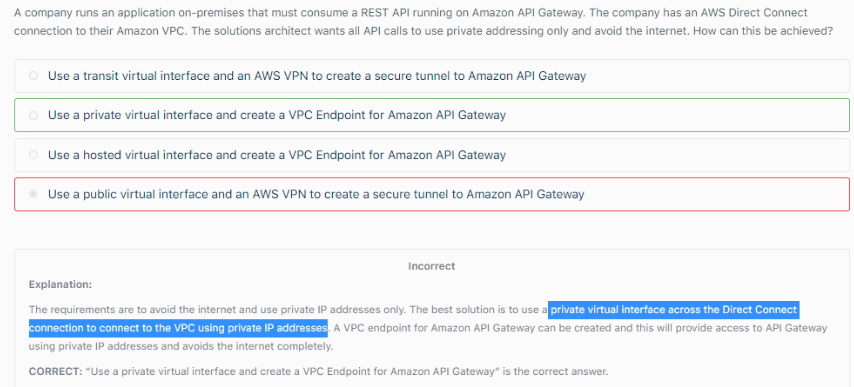 A company runs an application on-premises that must consume a REST API running on Amazon API Gateway. The company has an AWS Direct Connect
connection to their Amazon VPC. The solutions architect wants all API calls to use private addressing only and avoid the internet. How can this be achieved?
Use a transit virtual interface and an AWS VPN to create a secure tunnel to Amazon API Gateway
Use a private virtual interface and create a VPC Endpoint for Amazon API Gateway
Use a hosted virtual interface and create a VPC Endpoint for Amazon API Gateway
Use a public virtual interface and an AWS VPN to create a secure tunnel to Amazon API Gateway
Incorrect
Explanation:
The requirements are to avoid the internet and use private IP addresses only. The best solution is to use a private virtual interface across the Direct Connect
connection to connect to the VPC using private IP addresses. A VPC endpoint for Amazon API Gateway can be created and this will provide access to API Gateway
using private IP addresses and avoids the internet completely.
CORRECT: "Use a private virtual interface and create a VPC Endpoint for Amazon API Gateway" is the correct answer.